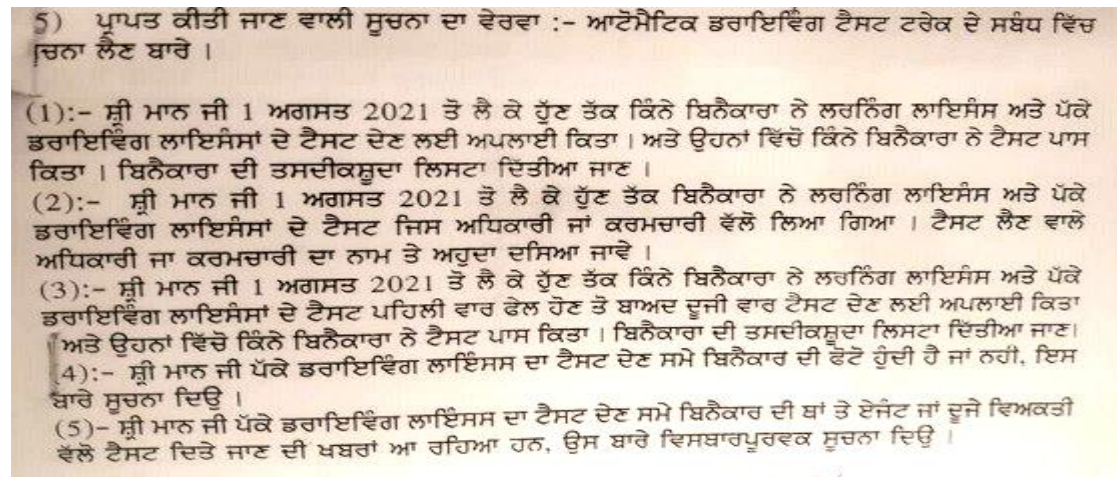 5) ਪ੍ਰਾਪਤ ਕੀਤੀ ਜਾਣ ਵਾਲੀ ਸੂਚਨਾ ਦਾ ਵੇਰਵਾ :- ਆਟੋਮੈਟਿਕ ਡਰਾਇਵਿੰਗ ਟੈਸਟ ਟਰੇਕ ਦੇ ਸਬੰਧ ਵਿੱਚ
ਚਨਾ ਲੈਣ ਬਾਰੇ ।
(1):- ਸ਼੍ਰੀ ਮਾਨ ਜੀ 1 ਅਗਸਤ 2021 ਤੋ ਲੈ ਕੇ ਹੁੱਣ ਤੱਕ ਕਿੰਨੇ ਬਿਨੈਕਾਰਾ ਨੇ ਲਰਨਿੰਗ ਲਾਇਸੰਸ ਅਤੇ ਪੱਕੇ
ਡਰਾਇਵਿੰਗ ਲਾਇਸੰਸਾਂ ਦੇ ਟੈਸਟ ਦੇਣ ਲਈ ਅਪਲਾਈ ਕਿਤਾ । ਅਤੇ ਉਹਨਾਂ ਵਿੱਚੋ ਕਿੰਨੇ ਬਿਨੈਕਾਰਾ ਨੇ ਟੈਸਟ ਪਾਸ
ਕਿਤਾ । ਬਿਨੈਕਾਰਾ ਦੀ ਤਸਦੀਕਸ਼ੁਦਾ ਲਿਸਟਾ ਦਿੱਤੀਆ ਜਾਣ ।
(2):- ਸ਼੍ਰੀ ਮਾਨ ਜੀ 1 ਅਗਸਤ 2021 ਤੋ ਲੈ ਕੇ ਹੁੱਣ ਤੱਕ ਬਿਨੈਕਾਰਾ ਨੇ ਲਰਨਿੰਗ ਲਾਇਸੰਸ ਅਤੇ ਪੱਕੇ
ਡਰਾਇਵਿੰਗ ਲਾਇਸੰਸਾਂ ਦੇ ਟੈਸਟ ਜਿਸ ਅਧਿਕਾਰੀ ਜਾਂ ਕਰਮਚਾਰੀ ਵੱਲੋ ਲਿਆ ਗਿਆ । ਟੈਸਟ ਲੈਣ ਵਾਲੇ
ਅਧਿਕਾਰੀ ਜਾ ਕਰਮਚਾਰੀ ਦਾ ਨਾਮ ਤੇ ਅਹੁਦਾ ਦਸਿਆ ਜਾਵੇ ।
(3):- ਸ਼੍ਰੀ ਮਾਨ ਜੀ 1 ਅਗਸਤ 2021 ਤੋ ਲੈ ਕੇ ਹੁੱਣ ਤੱਕ ਕਿੰਨੇ ਬਿਨੈਕਾਰਾ ਨੇ ਲਰਨਿੰਗ ਲਾਇਸੰਸ ਅਤੇ ਪੱਕੇ
ਡਰਾਇਵਿੰਗ ਲਾਇਸੰਸਾਂ ਦੇ ਟੈਸਟ ਪਹਿਲੀ ਵਾਰ ਫੇਲ ਹੋਣ ਤੋ ਬਾਅਦ ਦੂਜੀ ਵਾਰ ਟੈਸਟ ਦੇਣ ਲਈ ਅਪਲਾਈ ਕਿਤਾ
ਅਤੇ ਉਹਨਾਂ ਵਿੱਚੋ ਕਿੰਨੇ ਬਿਨੈਕਾਰਾ ਨੇ ਟੈਸਟ ਪਾਸ ਕਿਤਾ । ਬਿਨੈਕਾਰਾ ਦੀ ਤਸਦੀਕਸ਼ੁਦਾ ਲਿਸਟਾ ਦਿੱਤੀਆ ਜਾਣ।
4):- ਸ਼੍ਰੀ ਮਾਨ ਜੀ ਪੱਕੇ ਡਰਾਇਵਿੰਗ ਲਾਇੰਸਸ ਦਾ ਟੈਸਟ ਦੇਣ ਸਮੇ ਬਿਨੈਕਾਰ ਦੀ ਫੋਟੋ ਹੁੰਦੀ ਹੈ ਜਾਂ ਨਹੀ, ਇਸ
ਬਾਰੇ ਸੂਚਨਾ ਦਿਉ ।
(5)- ਸ਼੍ਰੀ ਮਾਨ ਜੀ ਪੱਕੇ ਡਰਾਇਵਿੰਗ ਲਾਇੰਸਸ ਦਾ ਟੈਸਟ ਦੇਣ ਸਮੇ ਬਿਨੈਕਾਰ ਦੀ ਥਾਂ ਤੇ ਏਜੰਟ ਜਾਂ ਦੂਜੇ ਵਿਅਕਤੀ
ਵੱਲੋ ਟੈਸਟ ਦਿਤੇ ਜਾਣ ਦੀ ਖਬਰਾਂ ਆ ਰਹਿਆ ਹਨ, ਉਸ ਬਾਰੇ ਵਿਸਥਾਰਪੂਰਵਕ ਸੂਚਨਾ ਦਿਉ ।